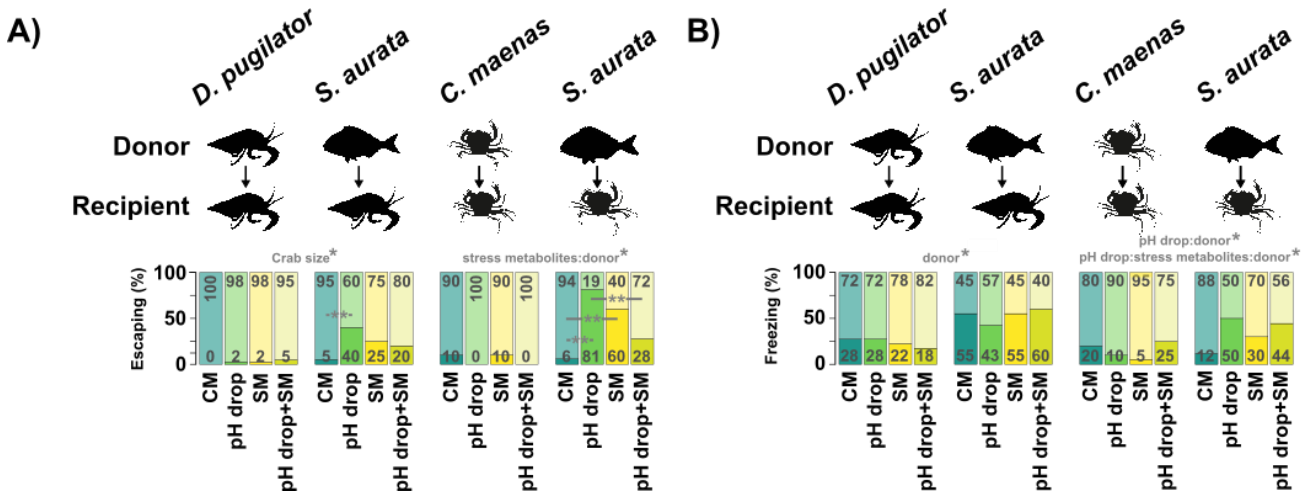 A)
D. pugilator S. aurata C. maenas S. aurata
Donor
Recipient
Crab size* stress metabolites:donor*
Escaping (%)
100
50
0
100 98 98 95 95 60 75 80 90 100 90 100 94 19 40 72
** ** ** **
0 2 2 5 5 40 25 20 10 0 10 0 6 81 60 28
CM pH drop SM pH drop+SM CM pH drop SM pH drop+SM CM pH drop SM pH drop+SM CM pH drop SM pH drop+SM
B)
D. pugilator S. aurata C. maenas S. aurata
Donor
Recipient
pH drop:donor*
donor* pH drop:stress metabolites:donor*
Freezing (%)
100
50
0
72 72 78 82 45 57 45 40 80 90 95 75 88 50 70 56
28 28 22 18 55 43 55 60 20 10 5 25 12 50 30 44
CM pH drop SM pH drop+SM CM pH drop SM pH drop+SM CM pH drop SM pH drop+SM CM pH drop SM pH drop+SM